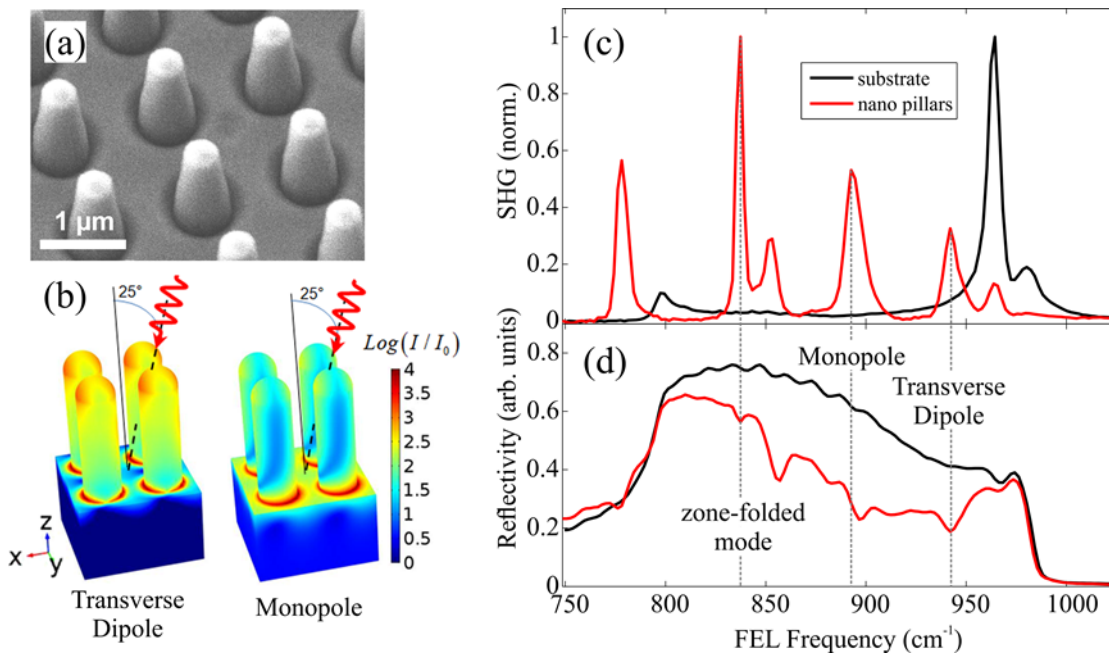 (a)
1 µm
(b)
25°
25°
Log(I/I₀)
4
3.5
3
2.5
2
1.5
1
0.5
0
z
x
y
Transverse
Dipole
Monopole
(c)
substrate
nano pillars
SHG (norm.)
1
0.8
0.6
0.4
0.2
0
(d)
Monopole
Transverse
Dipole
zone-folded
mode
Reflectivity (arb. units)
0.8
0.6
0.4
0.2
0
750
800
850
900
950
1000
FEL Frequency (cm⁻¹)